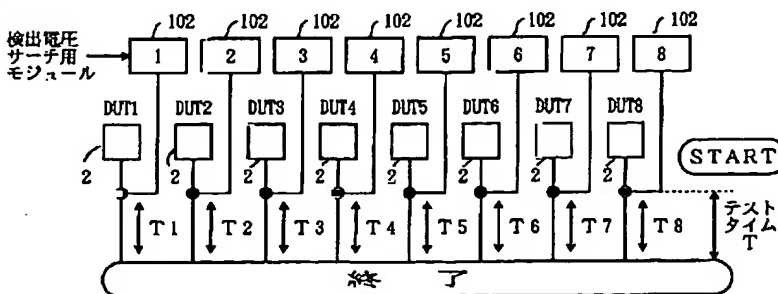 102 102 102 102 102 102 102 102
検出電圧
サーチ用
モジュール
1 2 3 4 5 6 7 8
DUT1 DUT2 DUT3 DUT4 DUT5 DUT6 DUT7 DUT8
START
2 2 2 2 2 2 2 2
T1 T2 T3 T4 T5 T6 T7 T8
テスト
タイム
T
終了